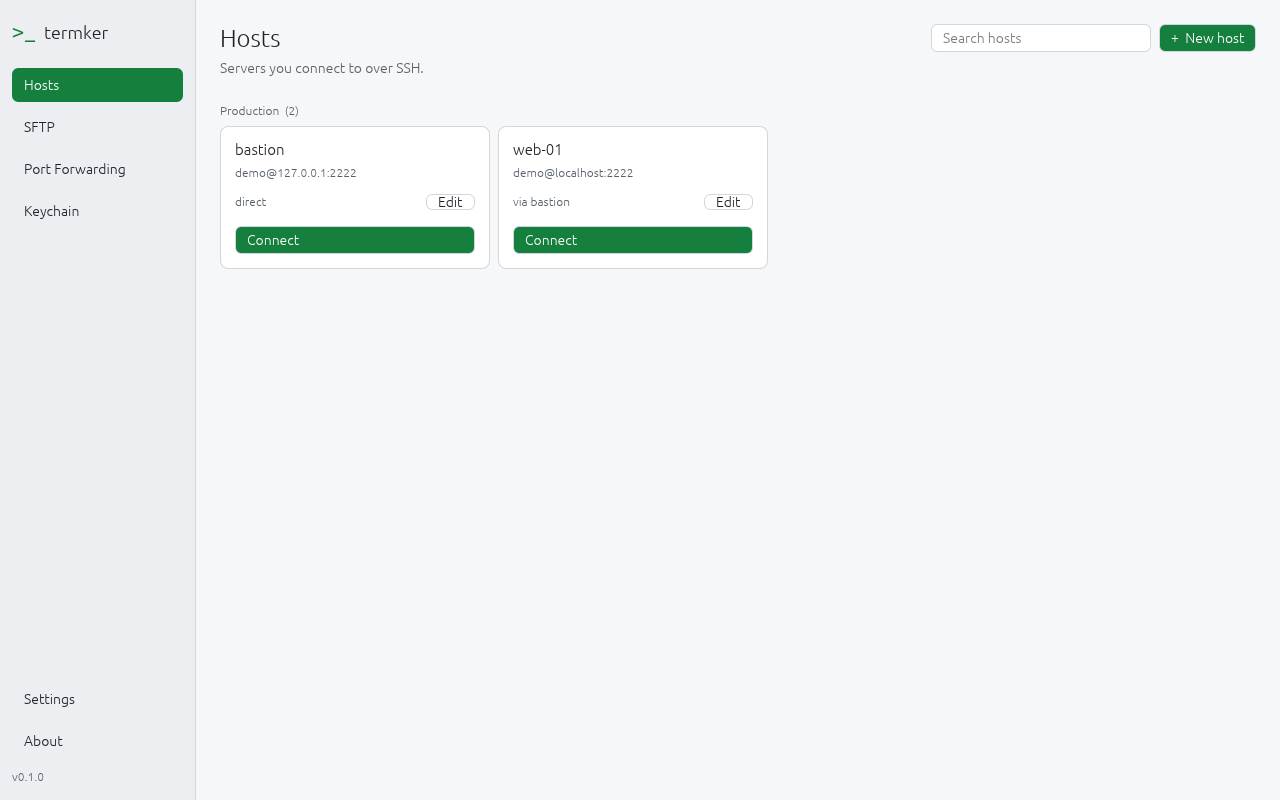 >_ termker
Hosts
SFTP
Port Forwarding
Keychain
Settings
About
v0.1.0
Hosts
Servers you connect to over SSH.
Search hosts
+ New host
Production (2)
bastion
demo@127.0.0.1:2222
direct
Edit
Connect
web-01
demo@localhost:2222
via bastion
Edit
Connect